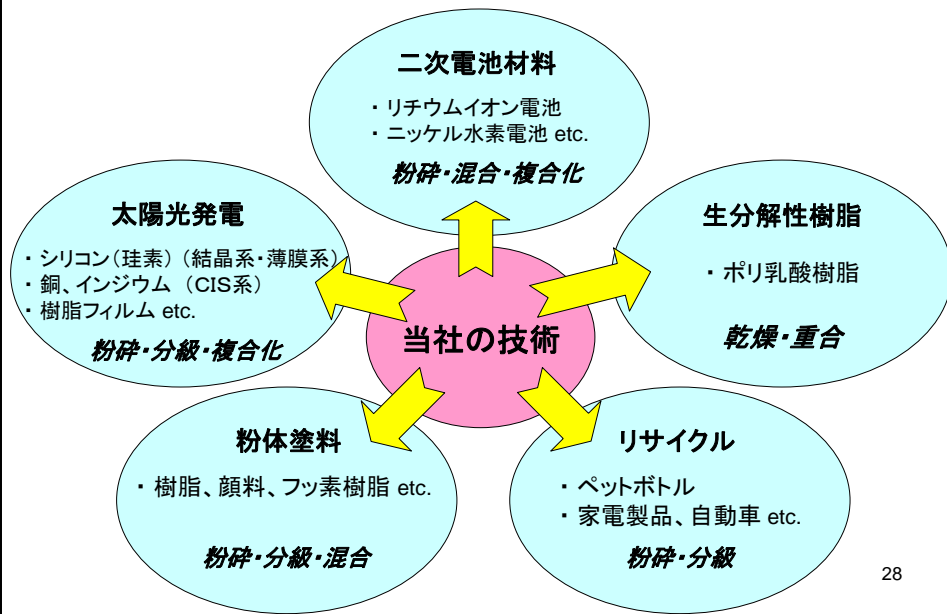 二次電池材料
・リチウムイオン電池
・ニッケル水素電池 etc.
粉砕・混合・複合化
太陽光発電
・シリコン（珪素）（結晶系・薄膜系）
・銅、インジウム （CIS系）
・樹脂フィルム etc.
粉砕・分級・複合化
生分解性樹脂
・ポリ乳酸樹脂
乾燥・重合
当社の技術
粉体塗料
・樹脂、顔料、フッ素樹脂 etc.
粉砕・分級・混合
リサイクル
・ペットボトル
・家電製品、自動車 etc.
粉砕・分級
28